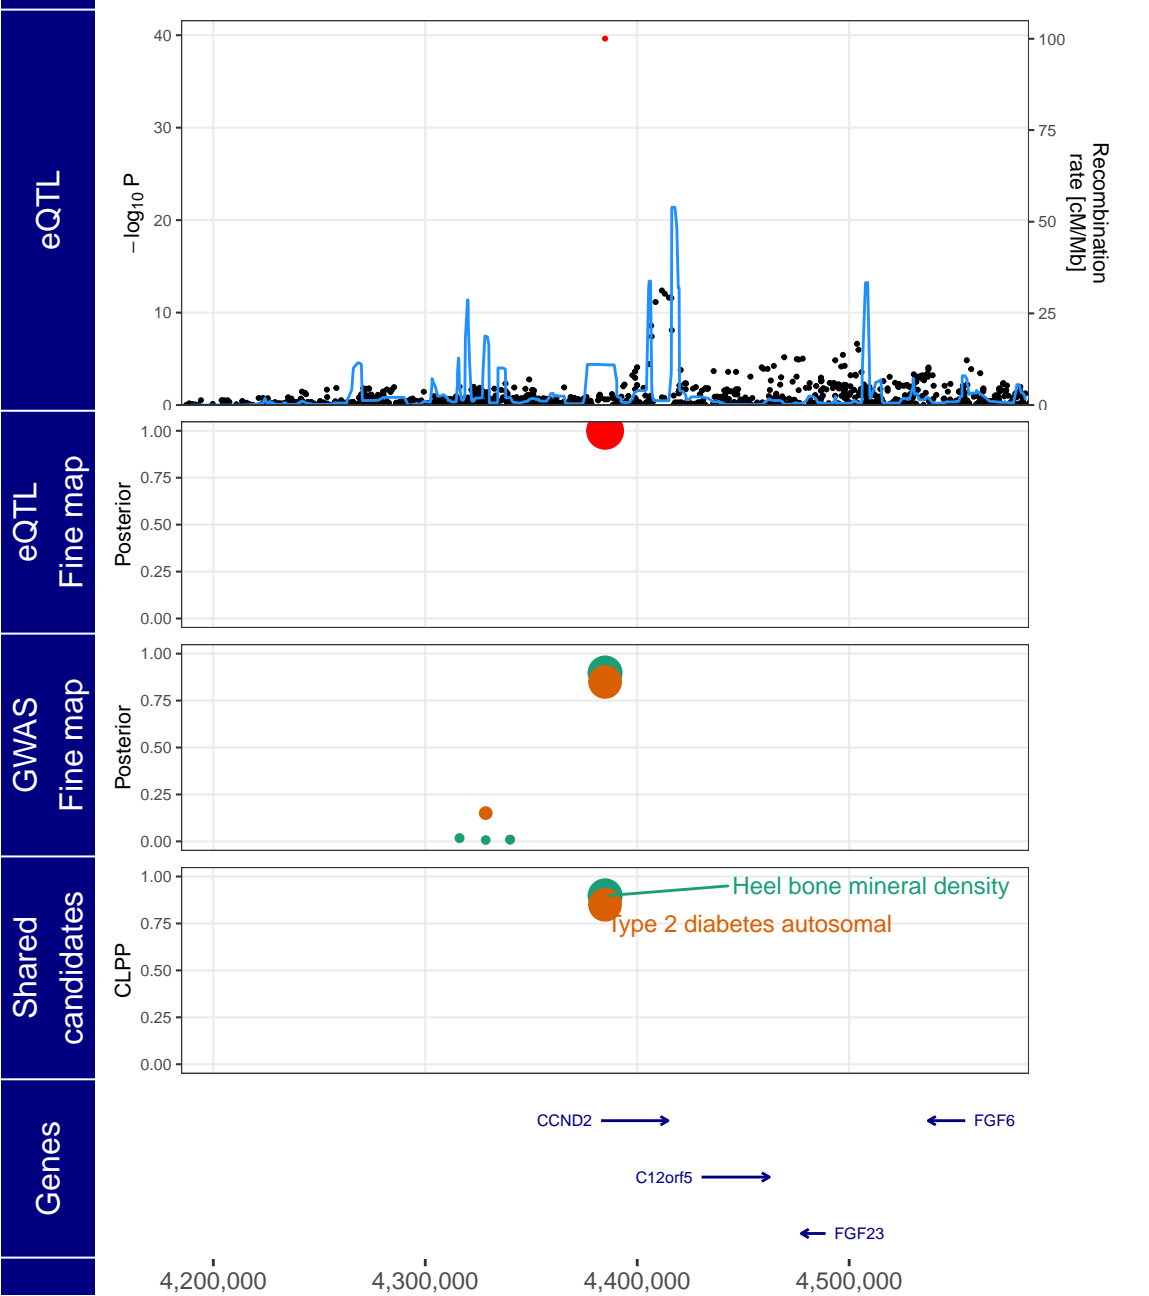 eQTL
−log10 P
40
30
20
10
0
100
75
50
25
0
Recombination
rate [cM/Mb]
eQTL
Fine map
Posterior
1.00
0.75
0.50
0.25
0.00
GWAS
Fine map
Posterior
1.00
0.75
0.50
0.25
0.00
Shared
candidates
CLPP
1.00
0.75
0.50
0.25
0.00
Heel bone mineral density
Type 2 diabetes autosomal
Genes
CCND2
FGF6
C12orf5
FGF23
4,200,000
4,300,000
4,400,000
4,500,000